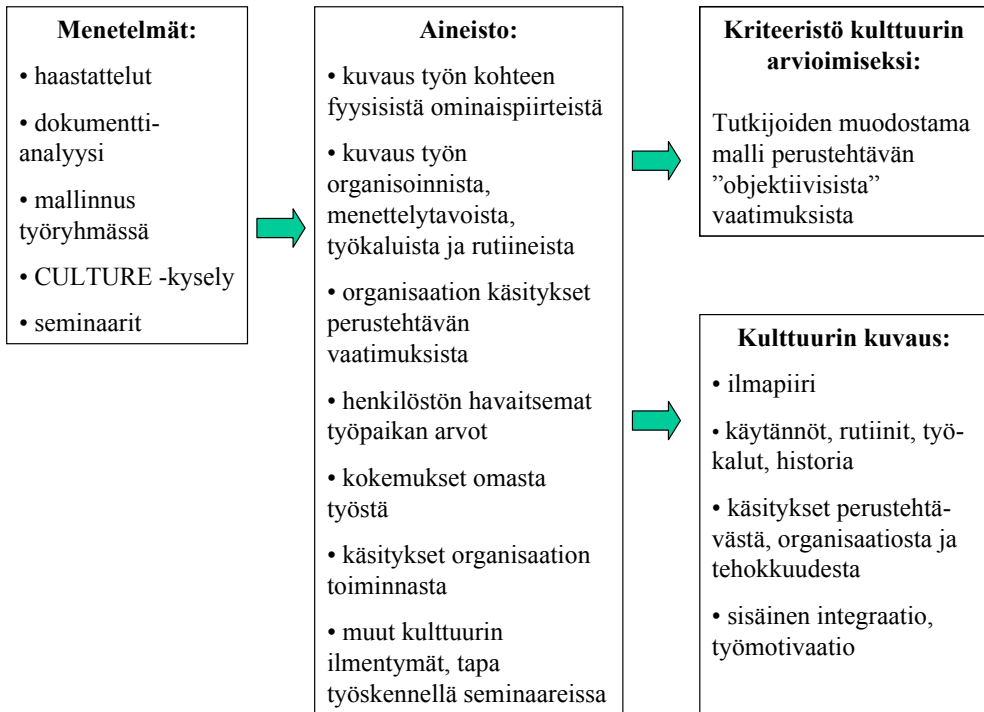 Menetelmät:
• haastattelut
• dokumentti-
analyysi
• mallinnus
työryhmässä
• CULTURE -kysely
• seminaarit
Aineisto:
• kuvaus työn kohteen
fyysisistä ominaispiirteistä
• kuvaus työn
organisoinnista,
menettelytavoista,
työkaluista ja rutiineista
• organisaation käsitykset
perustehtävän
vaatimuksista
• henkilöstön havaitsemat
työpaikan arvot
• kokemukset omasta
työstä
• käsitykset organisaation
toiminnasta
• muut kulttuurin
ilmentymät, tapa
työskennellä seminaareissa
Kriteeristö kulttuurin
arvioimiseksi:
Tutkijoiden muodostama
malli perustehtävän
”objektiivisista”
vaatimuksista
Kulttuurin kuvaus:
• ilmapiiri
• käytännöt, rutiinit, työ-
kalut, historia
• käsitykset perustehtä-
västä, organisaatiosta ja
tehokkuudesta
• sisäinen integraatio,
työmotivaatio